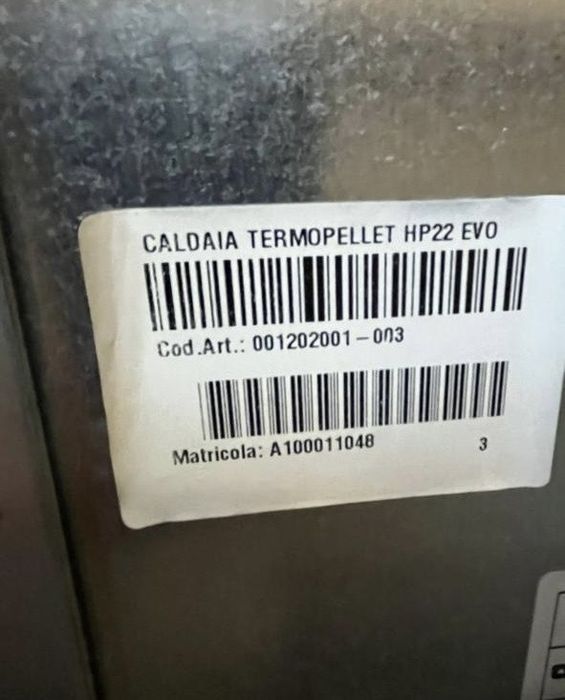 CALDAIA TERMOPELLET HP22 EVO
Cod.Art.: 001202001-003
Matricola: A100011048 3